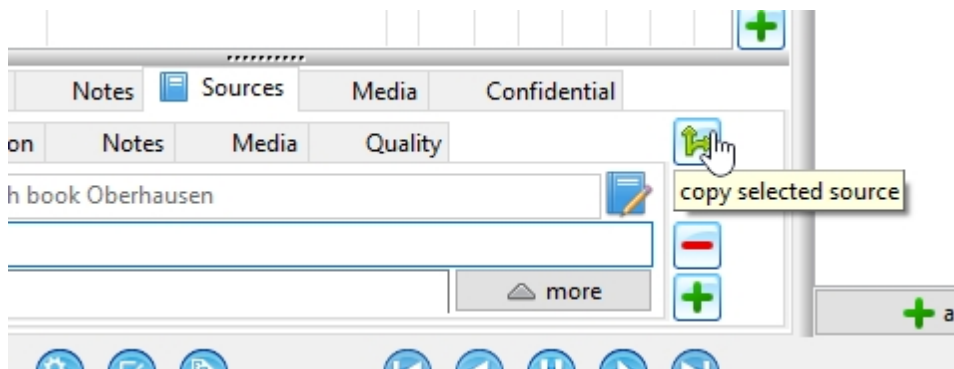 Notes Sources Media Confidential
on Notes Media Quality
h book Oberhausen
copy selected source
more
a